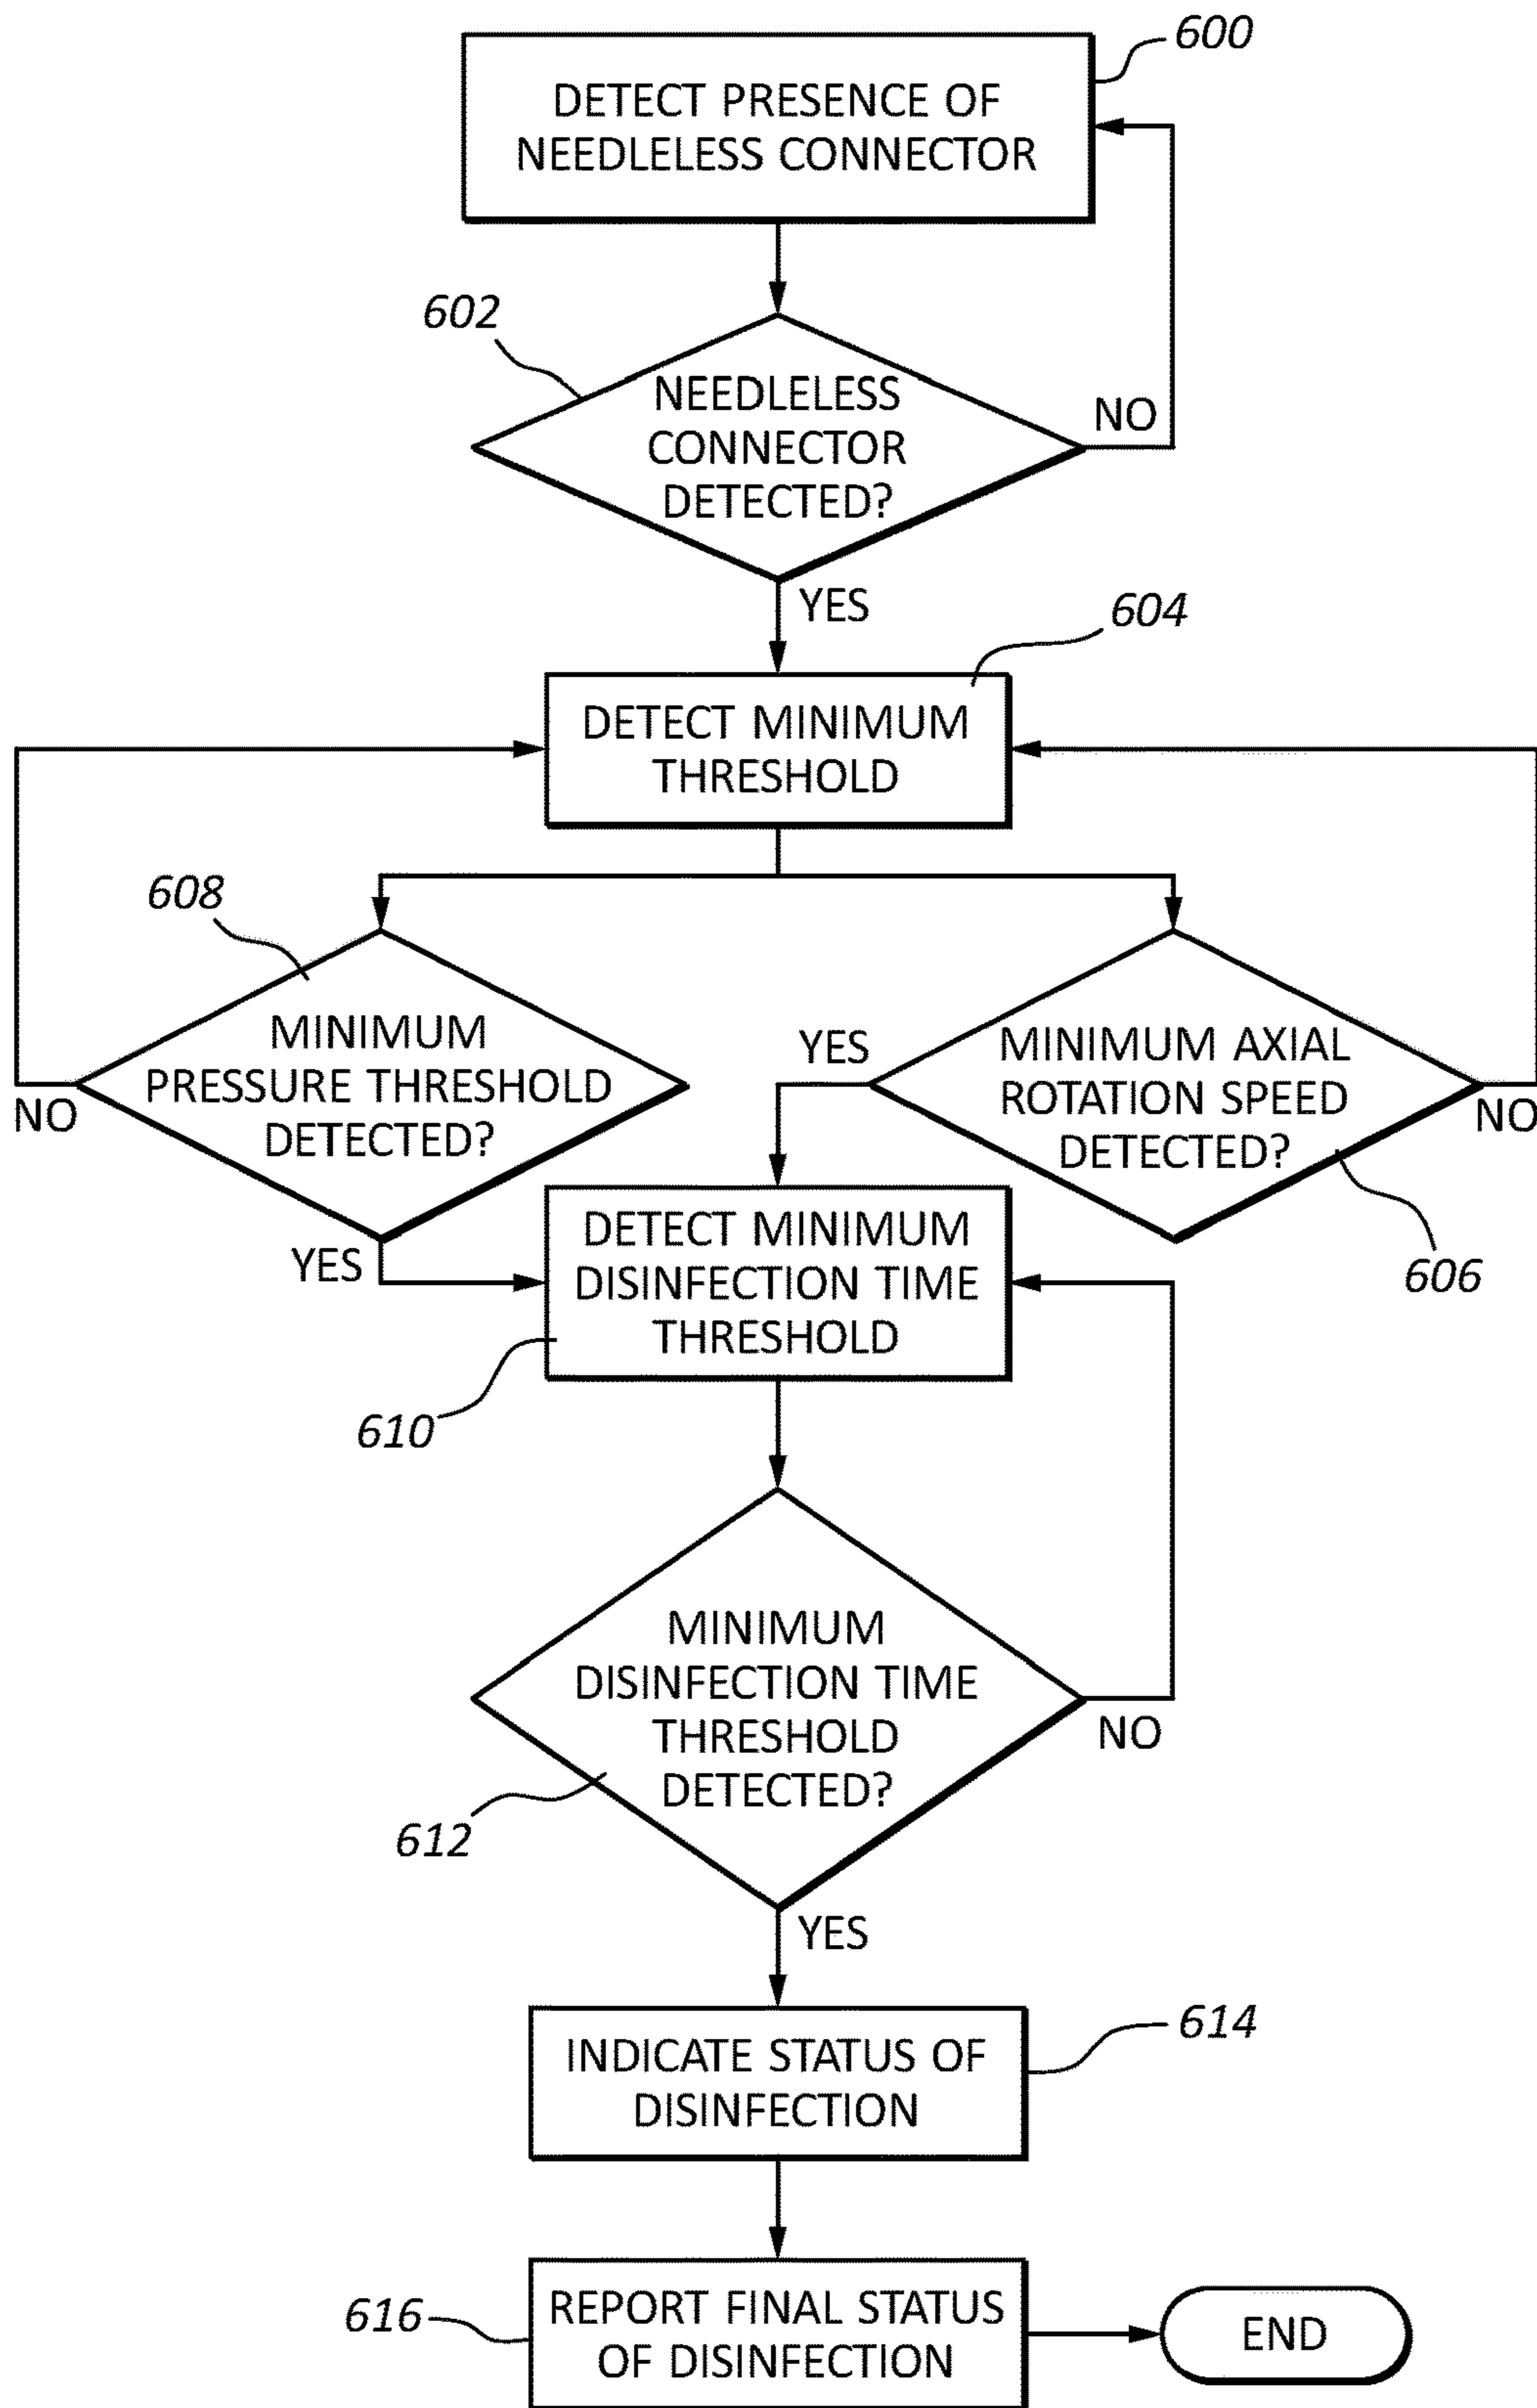 600
DETECT PRESENCE OF
NEEDLELESS CONNECTOR
602
NEEDLELESS
CONNECTOR
DETECTED?
NO
YES
604
DETECT MINIMUM
THRESHOLD
608
MINIMUM
PRESSURE THRESHOLD
DETECTED?
NO
YES
YES
MINIMUM AXIAL
ROTATION SPEED
DETECTED?
NO
606
DETECT MINIMUM
DISINFECTION TIME
THRESHOLD
610
MINIMUM
DISINFECTION TIME
THRESHOLD
DETECTED?
NO
612
YES
614
INDICATE STATUS OF
DISINFECTION
616
REPORT FINAL STATUS
OF DISINFECTION
END